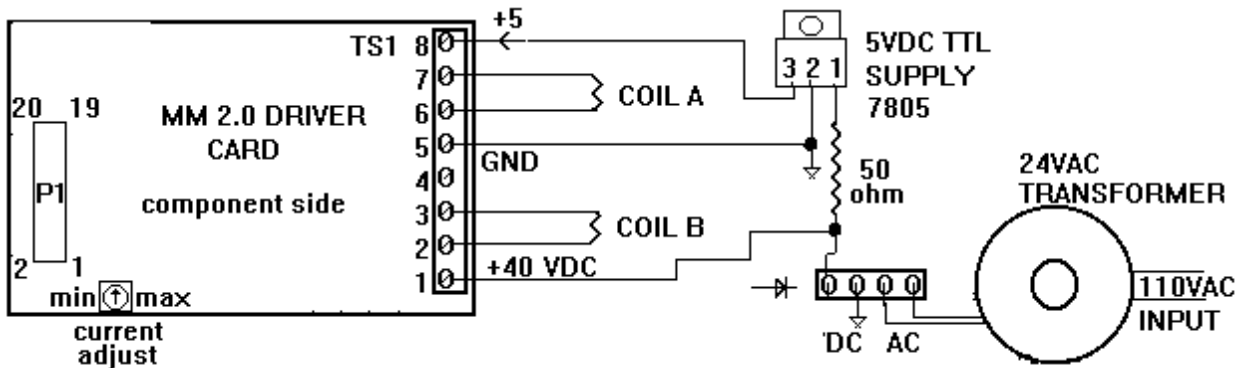 +5
TS1 8
7
6
5
4
3
2
1
COIL A
GND
COIL B
+40 VDC
20 19
P1
2 1
MM 2.0 DRIVER
CARD
component side
min max
current
adjust
3 2 1
5VDC TTL
SUPPLY
7805
50
ohm
24VAC
TRANSFORMER
110VAC
INPUT
DC AC